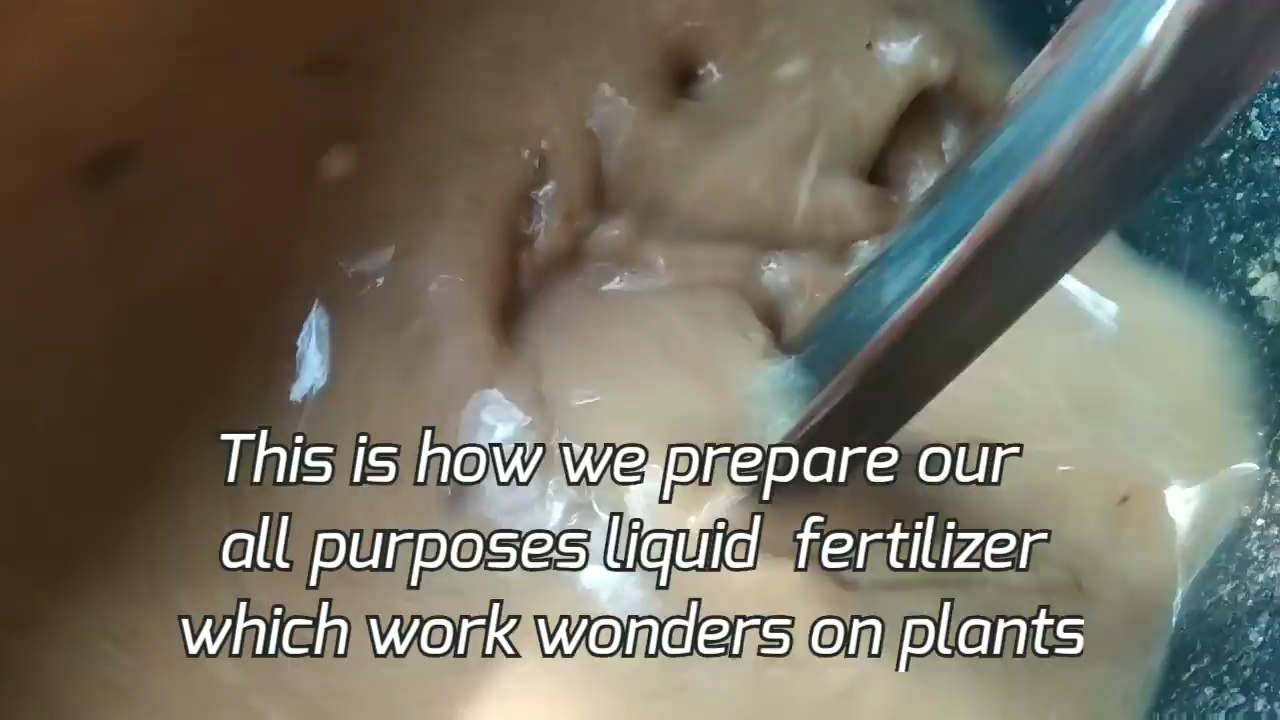 This is how we prepare our
all purposes liquid fertilizer
which work wonders on plants